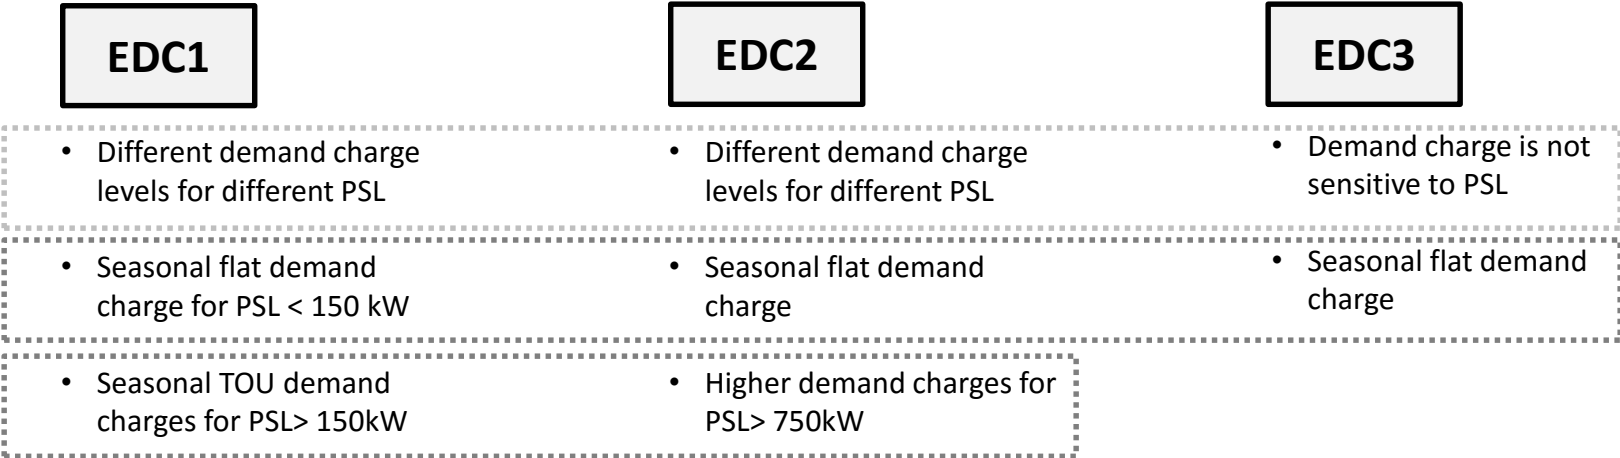 EDC1
EDC2
EDC3
• Different demand charge
levels for different PSL
• Different demand charge
levels for different PSL
• Demand charge is not
sensitive to PSL
• Seasonal flat demand
charge for PSL < 150 kW
• Seasonal flat demand
charge
• Seasonal flat demand
charge
• Seasonal TOU demand
charges for PSL> 150kW
• Higher demand charges for
PSL> 750kW